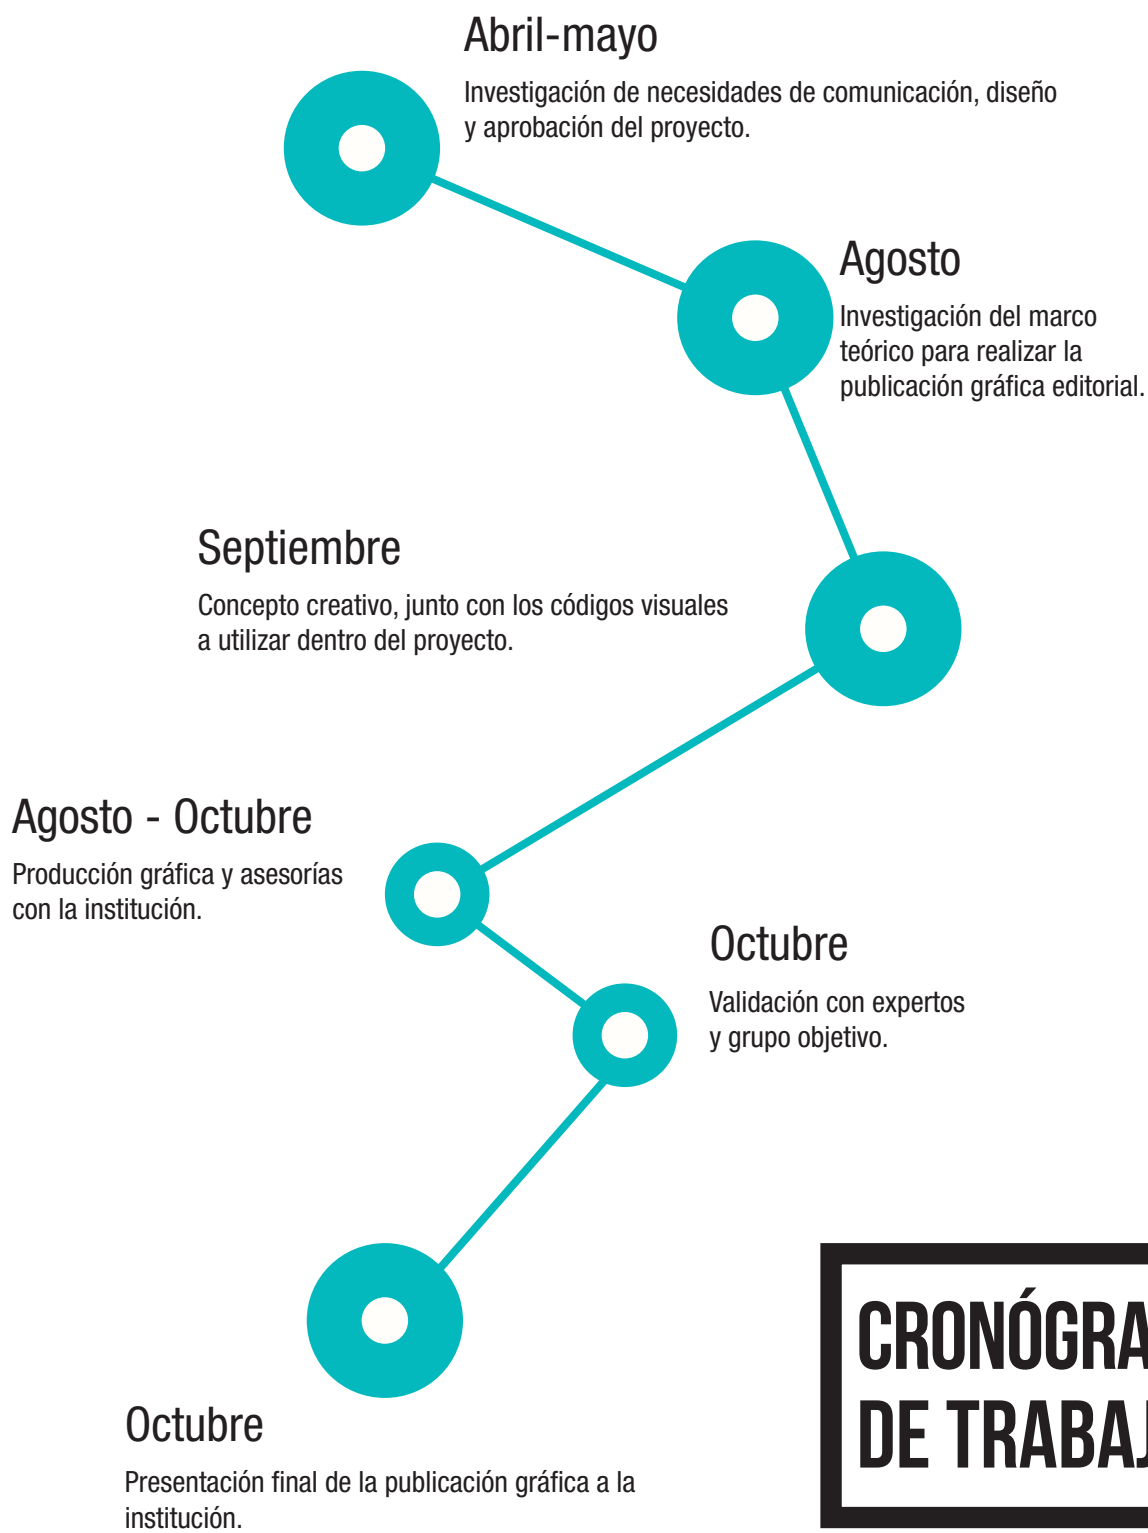 Abril-mayo
Investigación de necesidades de comunicación, diseño
y aprobación del proyecto.
Agosto
Investigación del marco
teórico para realizar la
publicación gráfica editorial.
Septiembre
Concepto creativo, junto con los códigos visuales
a utilizar dentro del proyecto.
Agosto - Octubre
Producción gráfica y asesorías
con la institución.
Octubre
Validación con expertos
y grupo objetivo.
Octubre
Presentación final de la publicación gráfica a la
institución.
CRONÓGRA
DE TRABAJ